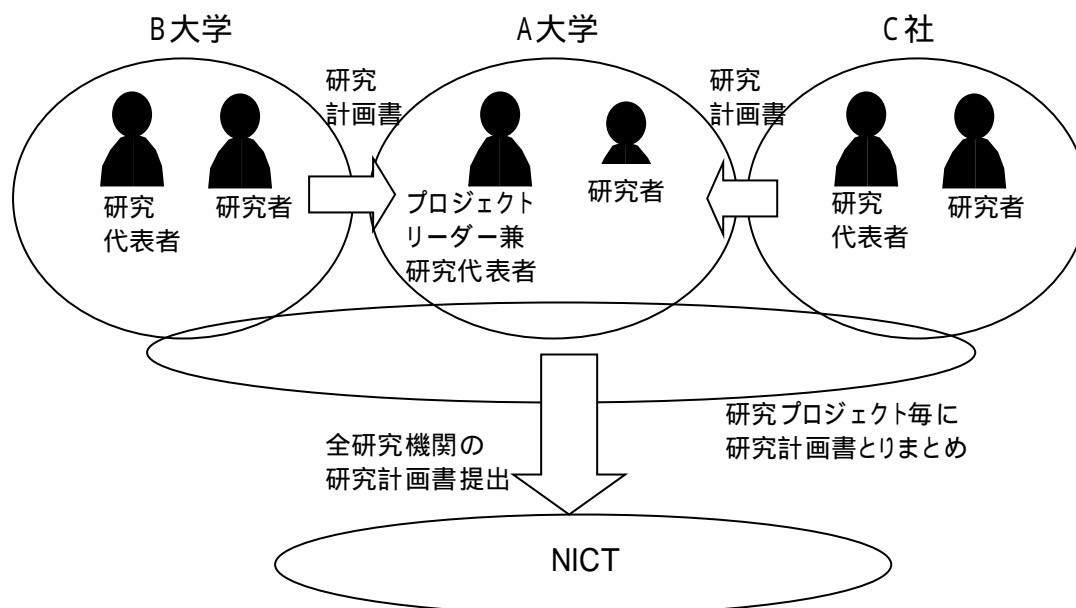 B大学
A大学
C社
研究
計画書
研究
計画書
研究
代表者
研究者
プロジェクト
リーダー兼
研究代表者
研究者
研究
代表者
研究者
全研究機関の
研究計画書提出
研究プロジェクト毎に
研究計画書とりまとめ
NICT